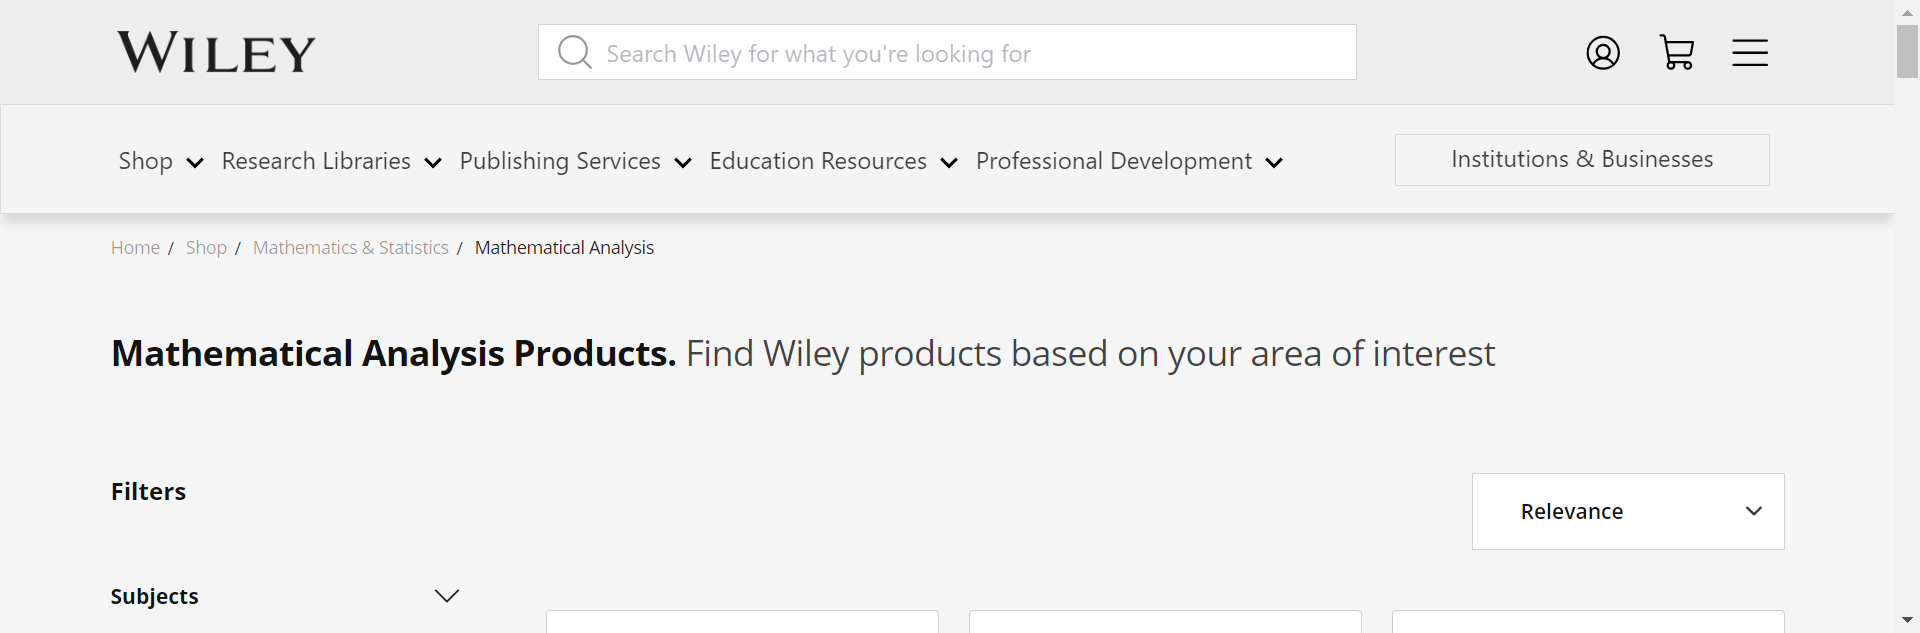 WILEY
Search Wiley for what you're looking for
Shop Research Libraries Publishing Services Education Resources Professional Development Institutions & Businesses
Home / Shop / Mathematics & Statistics / Mathematical Analysis
Mathematical Analysis Products. Find Wiley products based on your area of interest
Filters
Relevance
Subjects